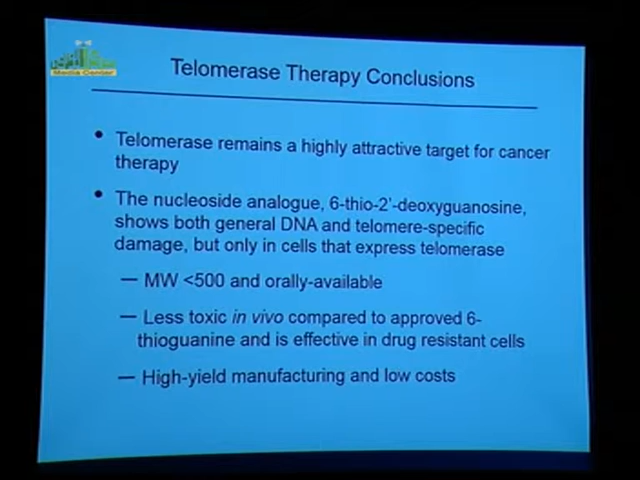 Media Center
Telomerase Therapy Conclusions
• Telomerase remains a highly attractive target for cancer
therapy
• The nucleoside analogue, 6-thio-2'-deoxyguanosine,
shows both general DNA and telomere-specific
damage, but only in cells that express telomerase
— MW <500 and orally-available
— Less toxic in vivo compared to approved 6-
thioguanine and is effective in drug resistant cells
— High-yield manufacturing and low costs